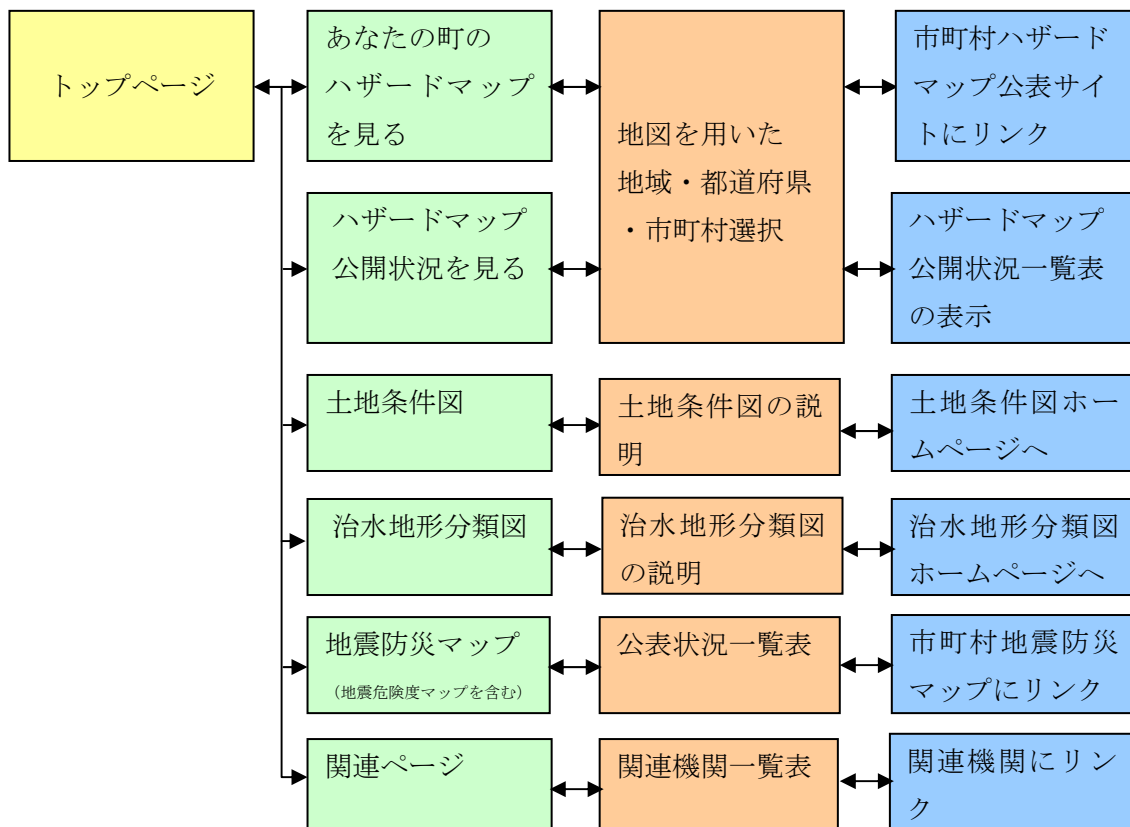 トップページ
あなたの町の
ハザードマップ
を見る
地図を用いた
地域・都道府県
・市町村選択
市町村ハザード
マップ公表サイ
トにリンク
ハザードマップ
公開状況を見る
ハザードマップ
公開状況一覧表
の表示
土地条件図
土地条件図の説
明
土地条件図ホー
ムページへ
治水地形分類図
治水地形分類図
の説明
治水地形分類図
ホームページへ
地震防災マップ
（地震危険度マップを含む）
公表状況一覧表
市町村地震防災
マップにリンク
関連ページ
関連機関一覧表
関連機関にリン
ク